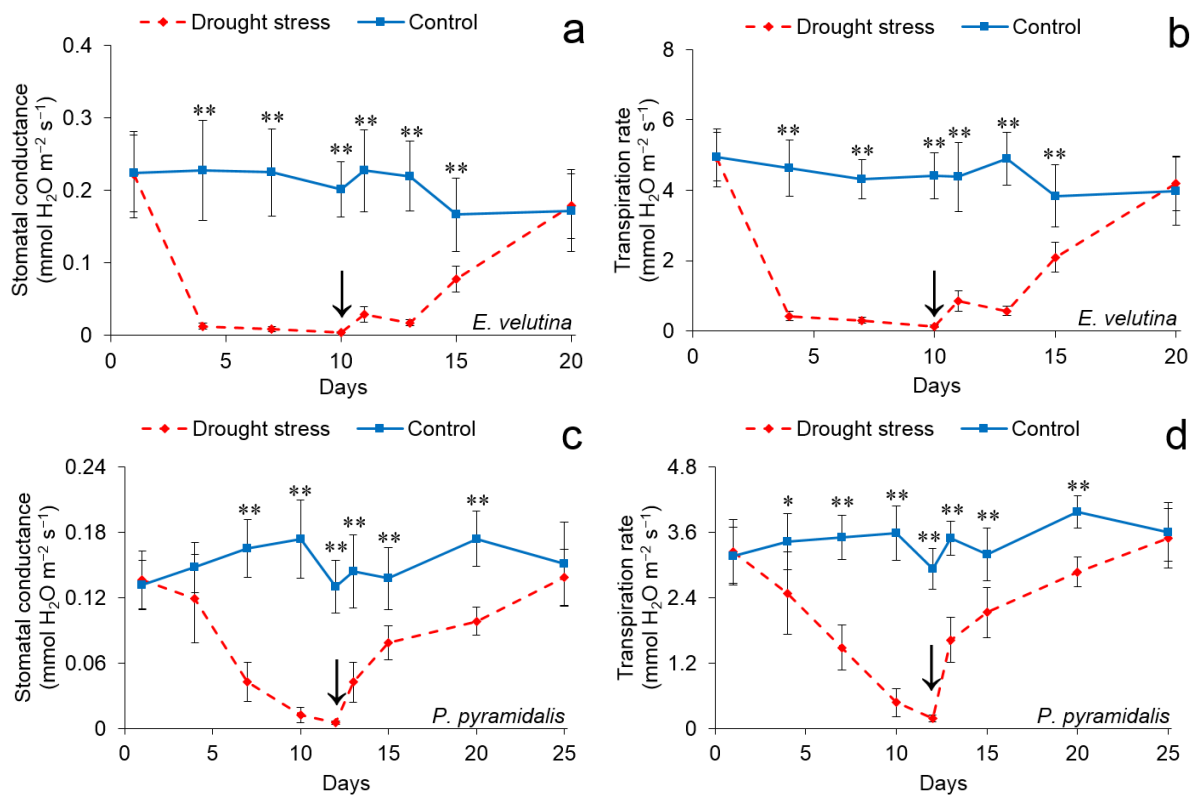 Drought stress Control
a
Stomatal conductance
(mmol H₂O m⁻² s⁻¹)
0.4
0.3
0.2
0.1
0
** ** ** ** ** **
E. velutina
0 5 10 15 20
Days
Drought stress Control
b
Transpiration rate
(mmol H₂O m⁻² s⁻¹)
8
6
4
2
0
** ** ** ** ** **
E. velutina
0 5 10 15 20
Days
Drought stress Control
c
Stomatal conductance
(mmol H₂O m⁻² s⁻¹)
0.24
0.18
0.12
0.06
0
** ** ** ** ** **
P. pyramidalis
0 5 10 15 20 25
Days
Drought stress Control
d
Transpiration rate
(mmol H₂O m⁻² s⁻¹)
4.8
3.6
2.4
1.2
0
* ** ** ** ** ** **
P. pyramidalis
0 5 10 15 20 25
Days